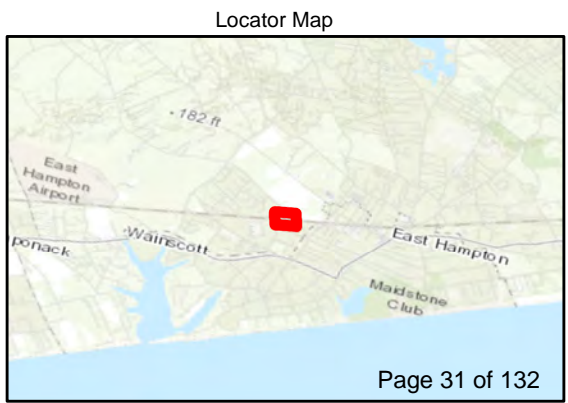 Locator Map
182 ft
East
Hampton
Airport
ponack
Wainscott
East Hampton
Maidstone
Club
Page 31 of 132